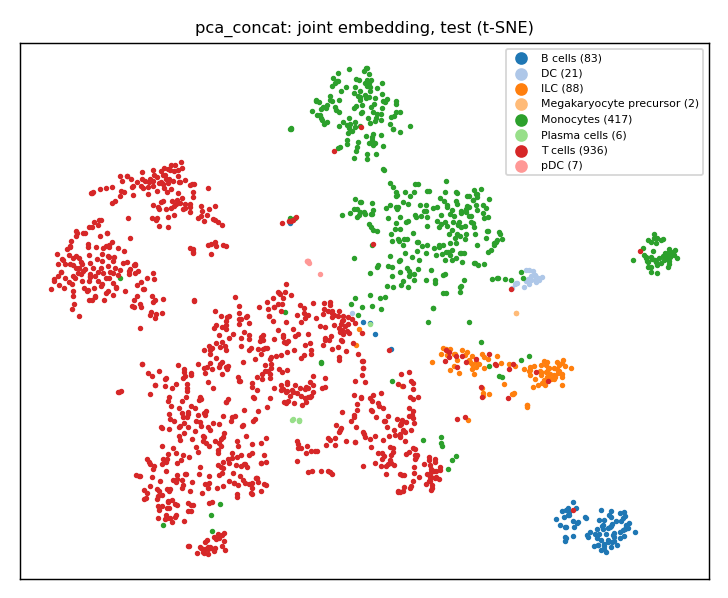 pca_concat: joint embedding, test (t-SNE)
B cells (83)
DC (21)
ILC (88)
Megakaryocyte precursor (2)
Monocytes (417)
Plasma cells (6)
T cells (936)
pDC (7)